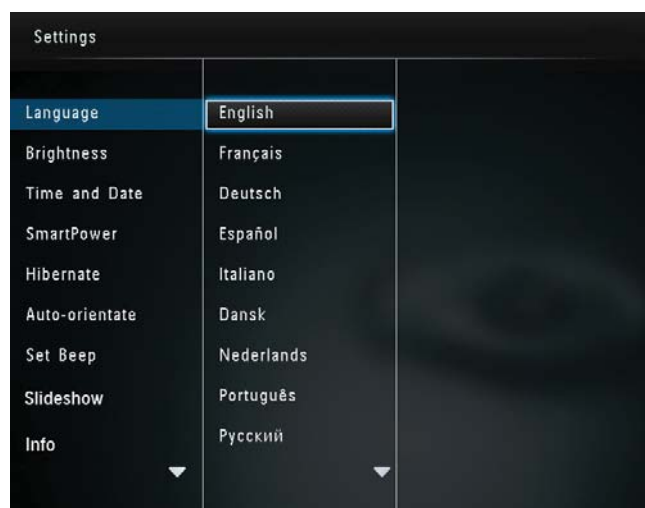 Settings
Language
Brightness
Time and Date
SmartPower
Hibernate
Auto-orientate
Set Beep
Slideshow
Info
English
Français
Deutsch
Español
Italiano
Dansk
Nederlands
Português
Русский